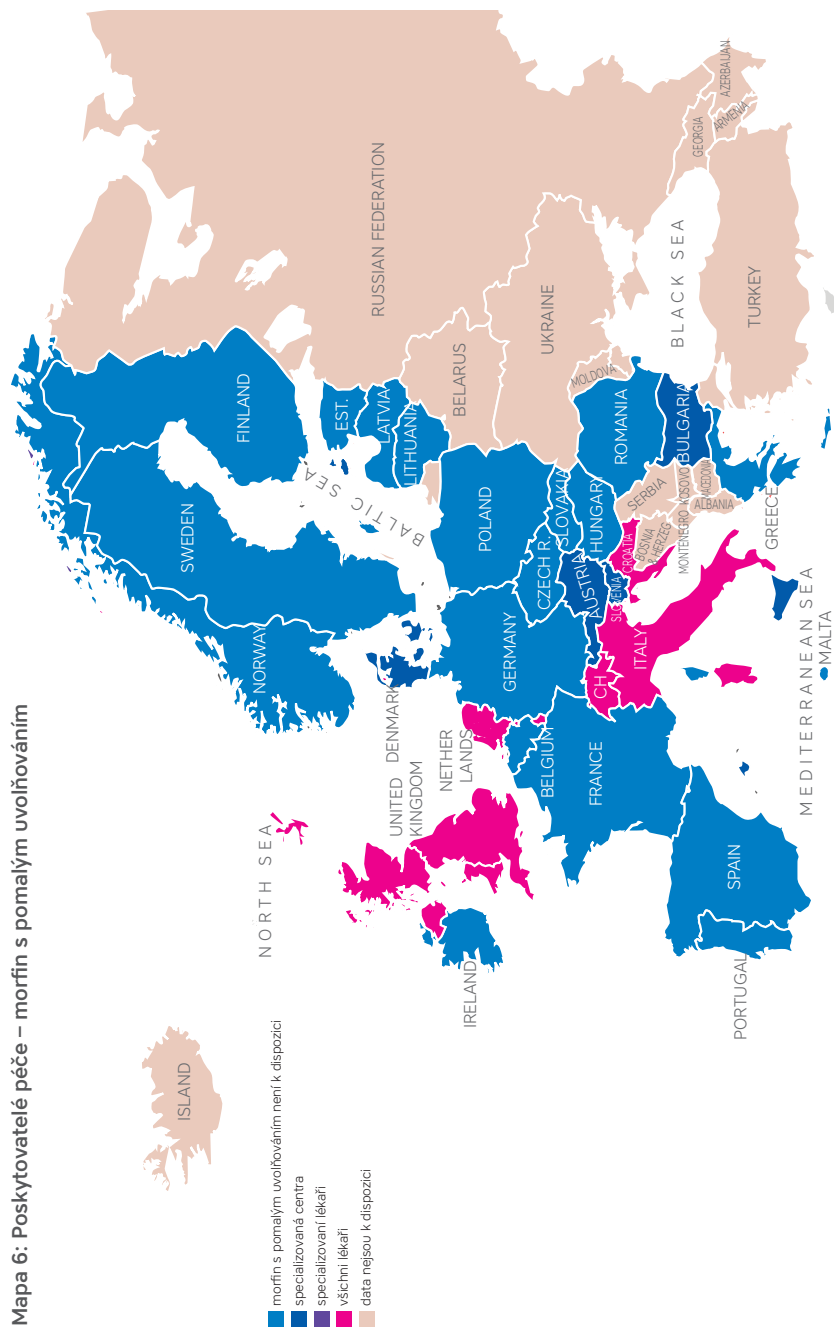 Mapa 6: Poskytovatelé péče – morfin s pomalým uvolňováním
ISLAND
NORTH SEA
NORWAY
SWEDEN
FINLAND
RUSSIAN FEDERATION
EST.
LATVIA
LITHUANIA
BALTIC SEA
DENMARK
UNITED
KINGDOM
IRELAND
NETHER
LANDS
BELGIUM
GERMANY
POLAND
BELARUS
UKRAINE
CZECH R.
SLOVAKIA
AUSTRIA
HUNGARY
MOLDOVA
ROMANIA
FRANCE
CH
ITALY
SLOVENIA
CROATIA
BOSNIA
& HERZEG
SERBIA
MONTENEGRO
KOSOVO
MACEDONIA
ALBANIA
BULGARIA
BLACK SEA
GEORGIA
ARMENIA
AZERBAIJAN
TURKEY
GREECE
PORTUGAL
SPAIN
MEDITERRANEAN SEA
MALTA
morfin s pomalým uvolňováním není k dispozici
specializovaná centra
specializovaní lékaři
všichni lékaři
data nejsou k dispozici